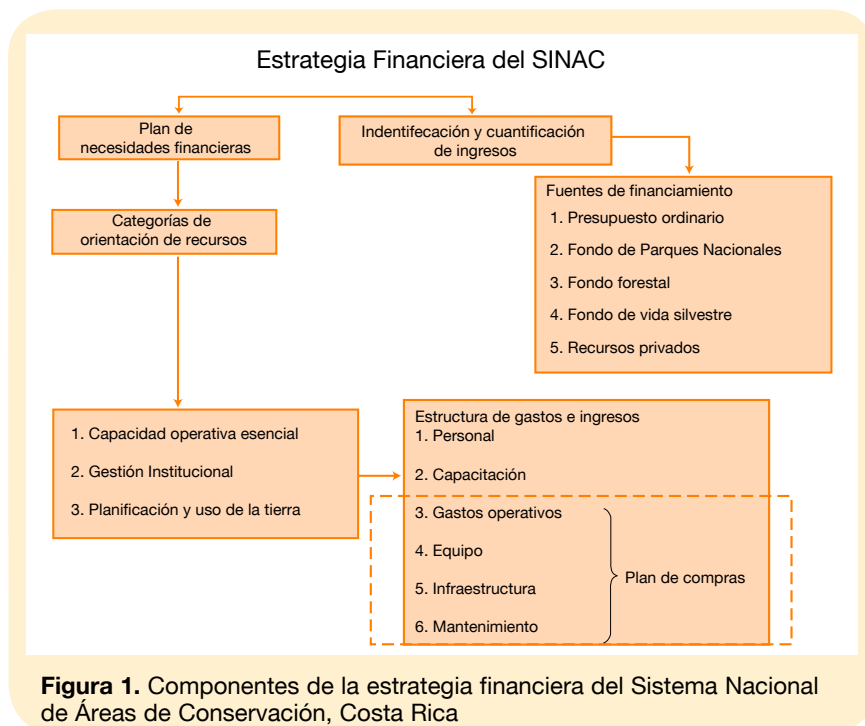 Estrategia Financiera del SINAC
Plan de
necesidades financieras
Indentifecación y cuantificación
de ingresos
Categorías de
orientación de recursos
Fuentes de financiamiento
1. Presupuesto ordinario
2. Fondo de Parques Nacionales
3. Fondo forestal
4. Fondo de vida silvestre
5. Recursos privados
1. Capacidad operativa esencial
2. Gestión Institucional
3. Planificación y uso de la tierra
Estructura de gastos e ingresos
1. Personal
2. Capacitación
3. Gastos operativos
4. Equipo
5. Infraestructura
6. Mantenimiento
Plan de compras
Figura 1. Componentes de la estrategia financiera del Sistema Nacional
de Áreas de Conservación, Costa Rica